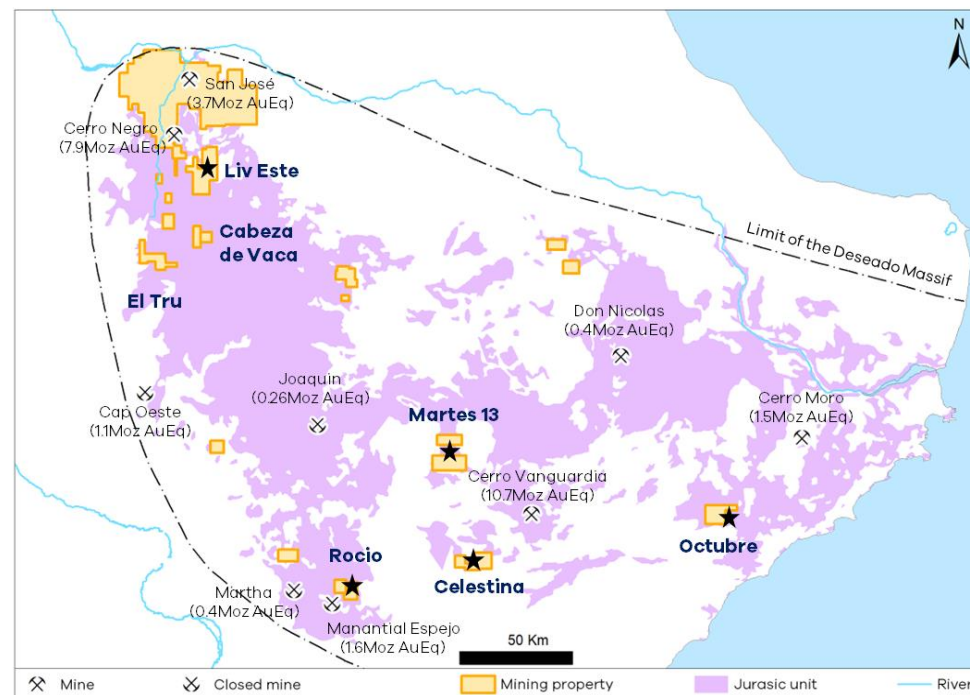 N
San José
(3.7Moz AuEq)
Cerro Negro
(7.9Moz AuEq)
Liv Este
Cabeza
de Vaca
El Tru
Limit of the Deseado Massif
Don Nicolas
(0.4Moz AuEq)
Joaquin
(0.26Moz AuEq)
Cap Oeste
(1.1Moz AuEq)
Martes 13
Cerro Moro
(1.5Moz AuEq)
Cerro Vanguardia
(10.7Moz AuEq)
Octubre
Rocio
Celestina
Martha
(0.4Moz AuEq)
Manantial Espejo
(1.6Moz AuEq)
50 Km
Mine
Closed mine
Mining property
Jurasic unit
River